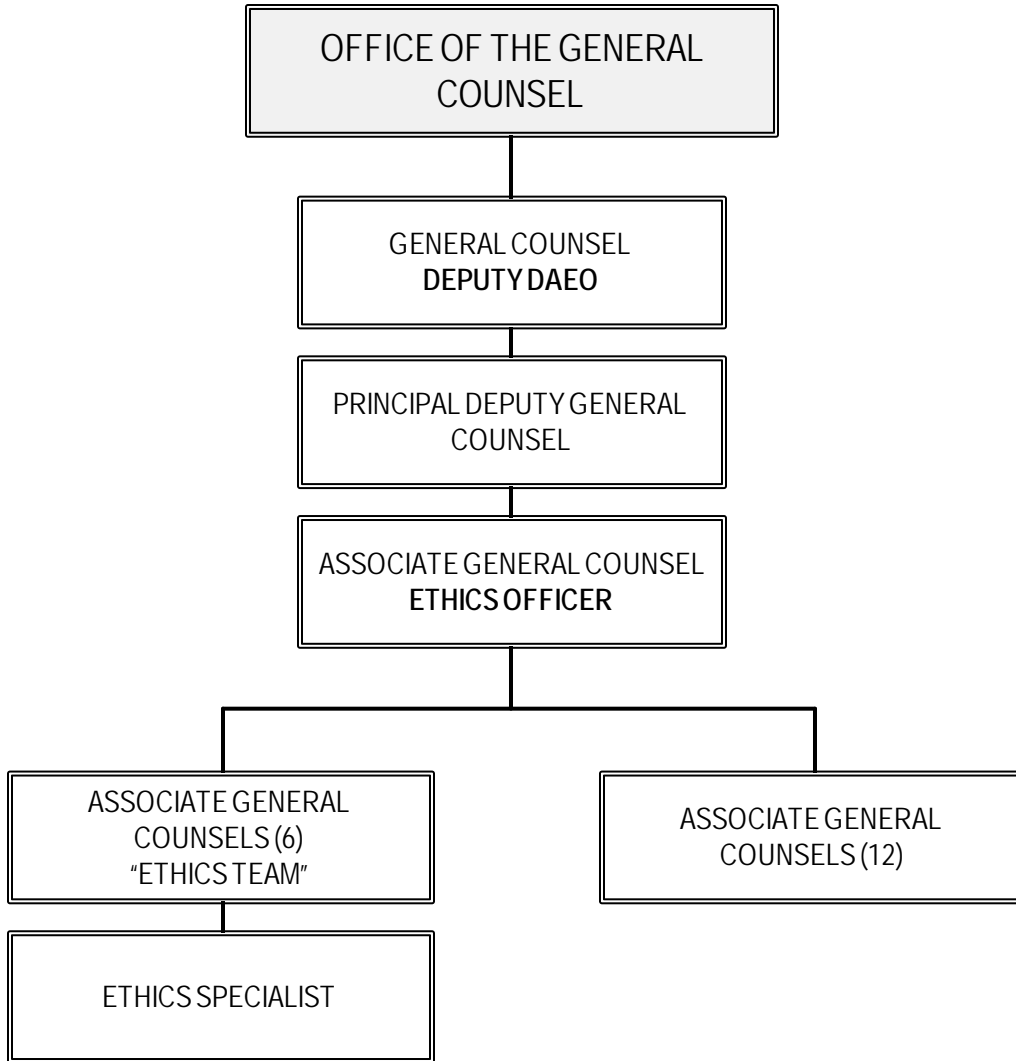 OFFICE OF THE GENERAL
COUNSEL
GENERAL COUNSEL
DEPUTY DAEO
PRINCIPAL DEPUTY GENERAL
COUNSEL
ASSOCIATE GENERAL COUNSEL
ETHICS OFFICER
ASSOCIATE GENERAL
COUNSELS (6)
“ETHICS TEAM”
ASSOCIATE GENERAL
COUNSELS (12)
ETHICS SPECIALIST